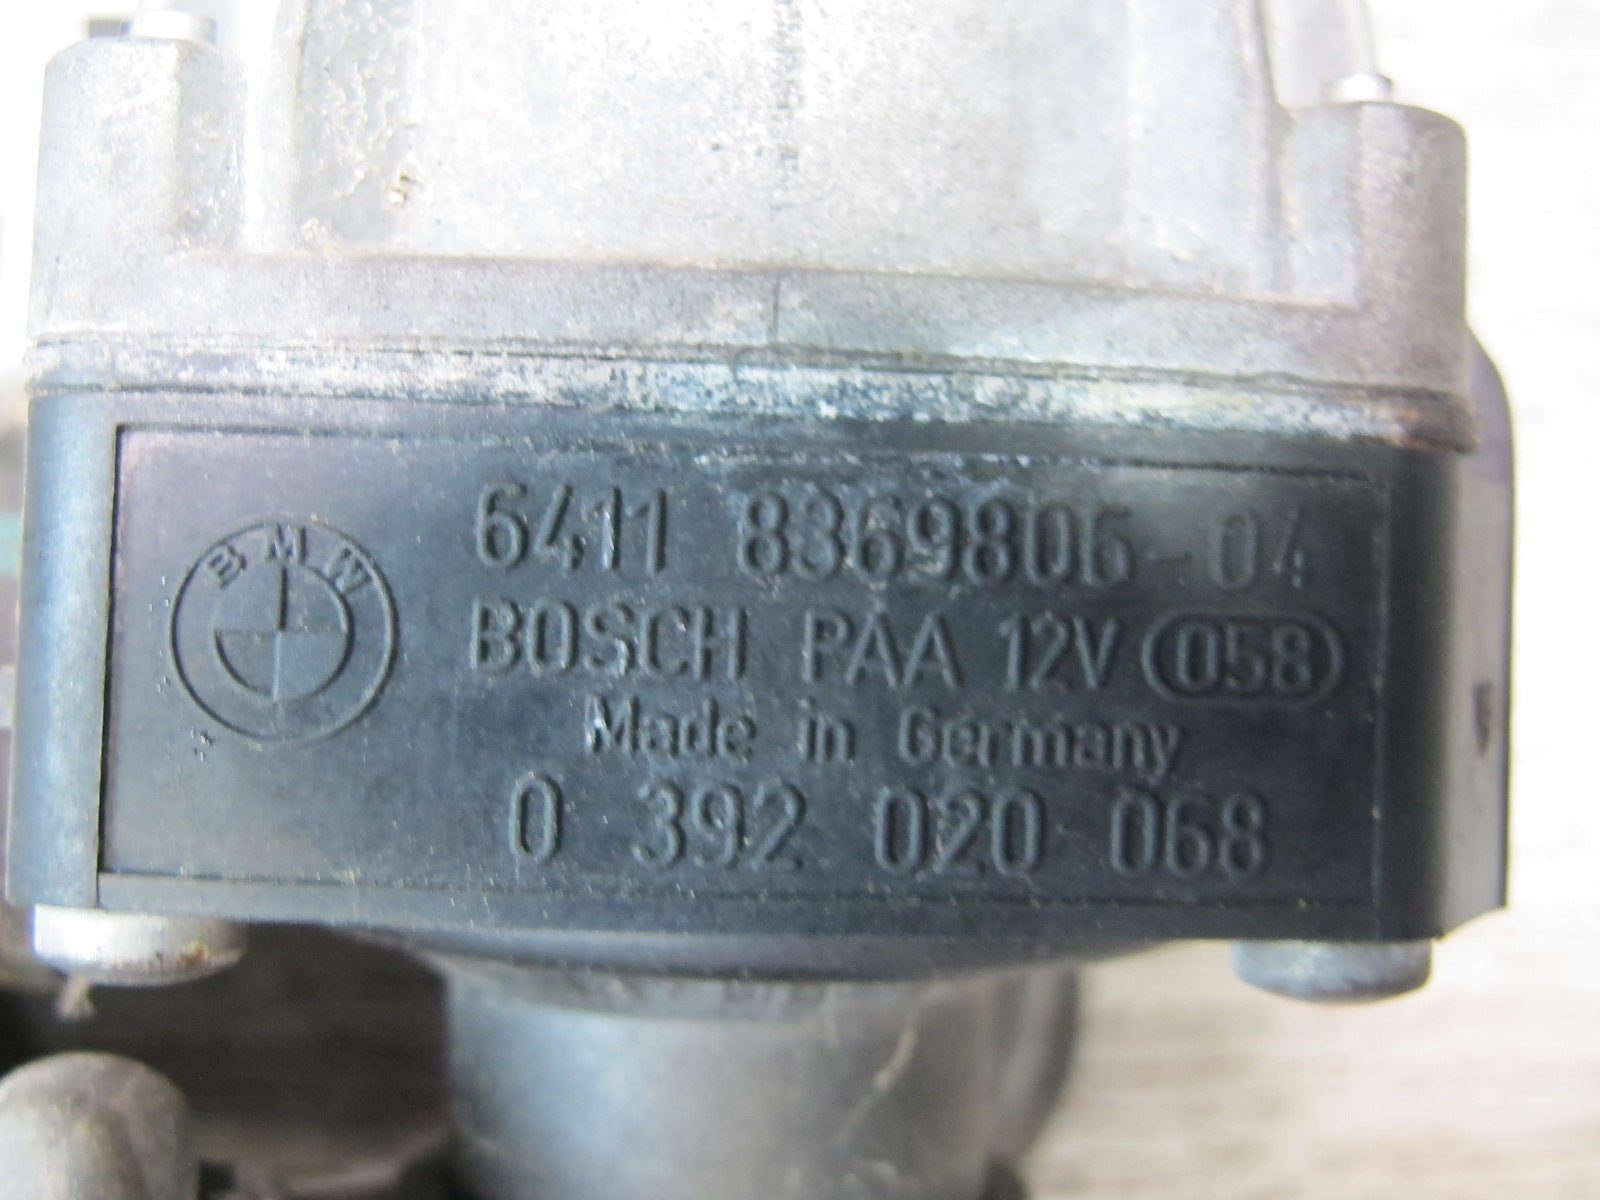 BMW
6411 8369806-04
BOSCH PAA 12V 058
Made in Germany
0 392 020 068